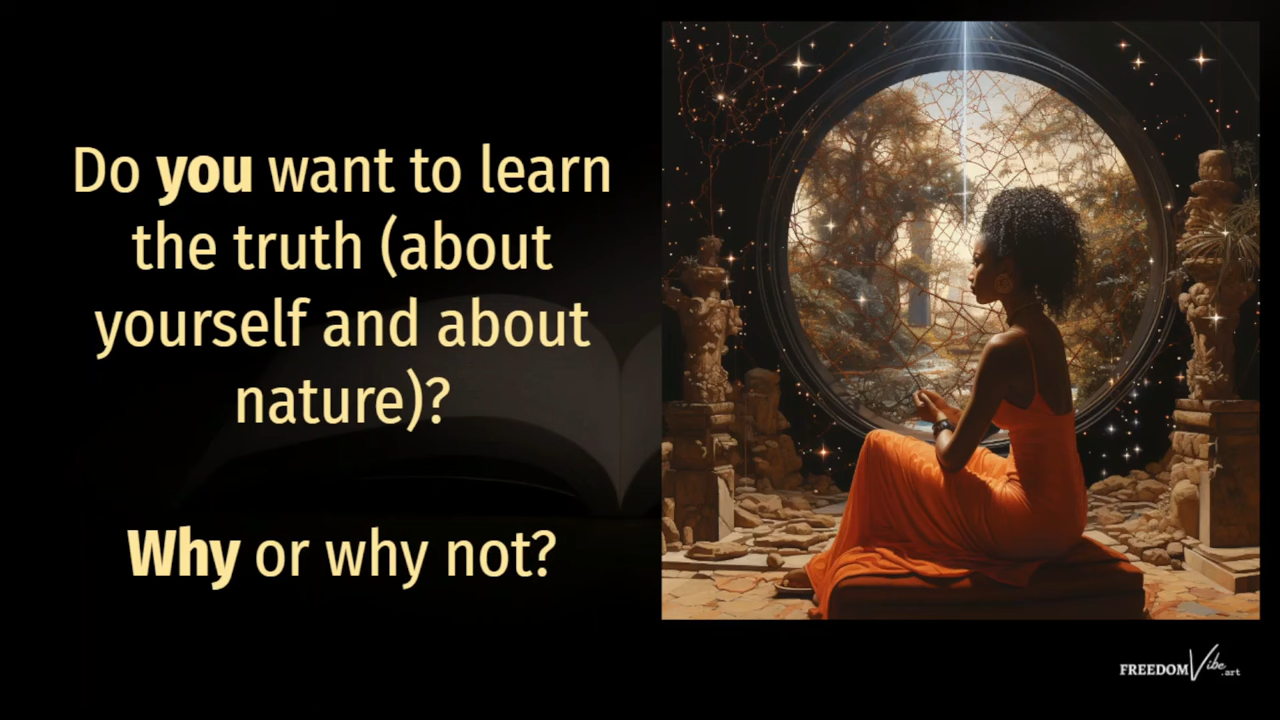 Do you want to learn
the truth (about
yourself and about
nature)?
Why or why not?
FREEDOMVibe.art